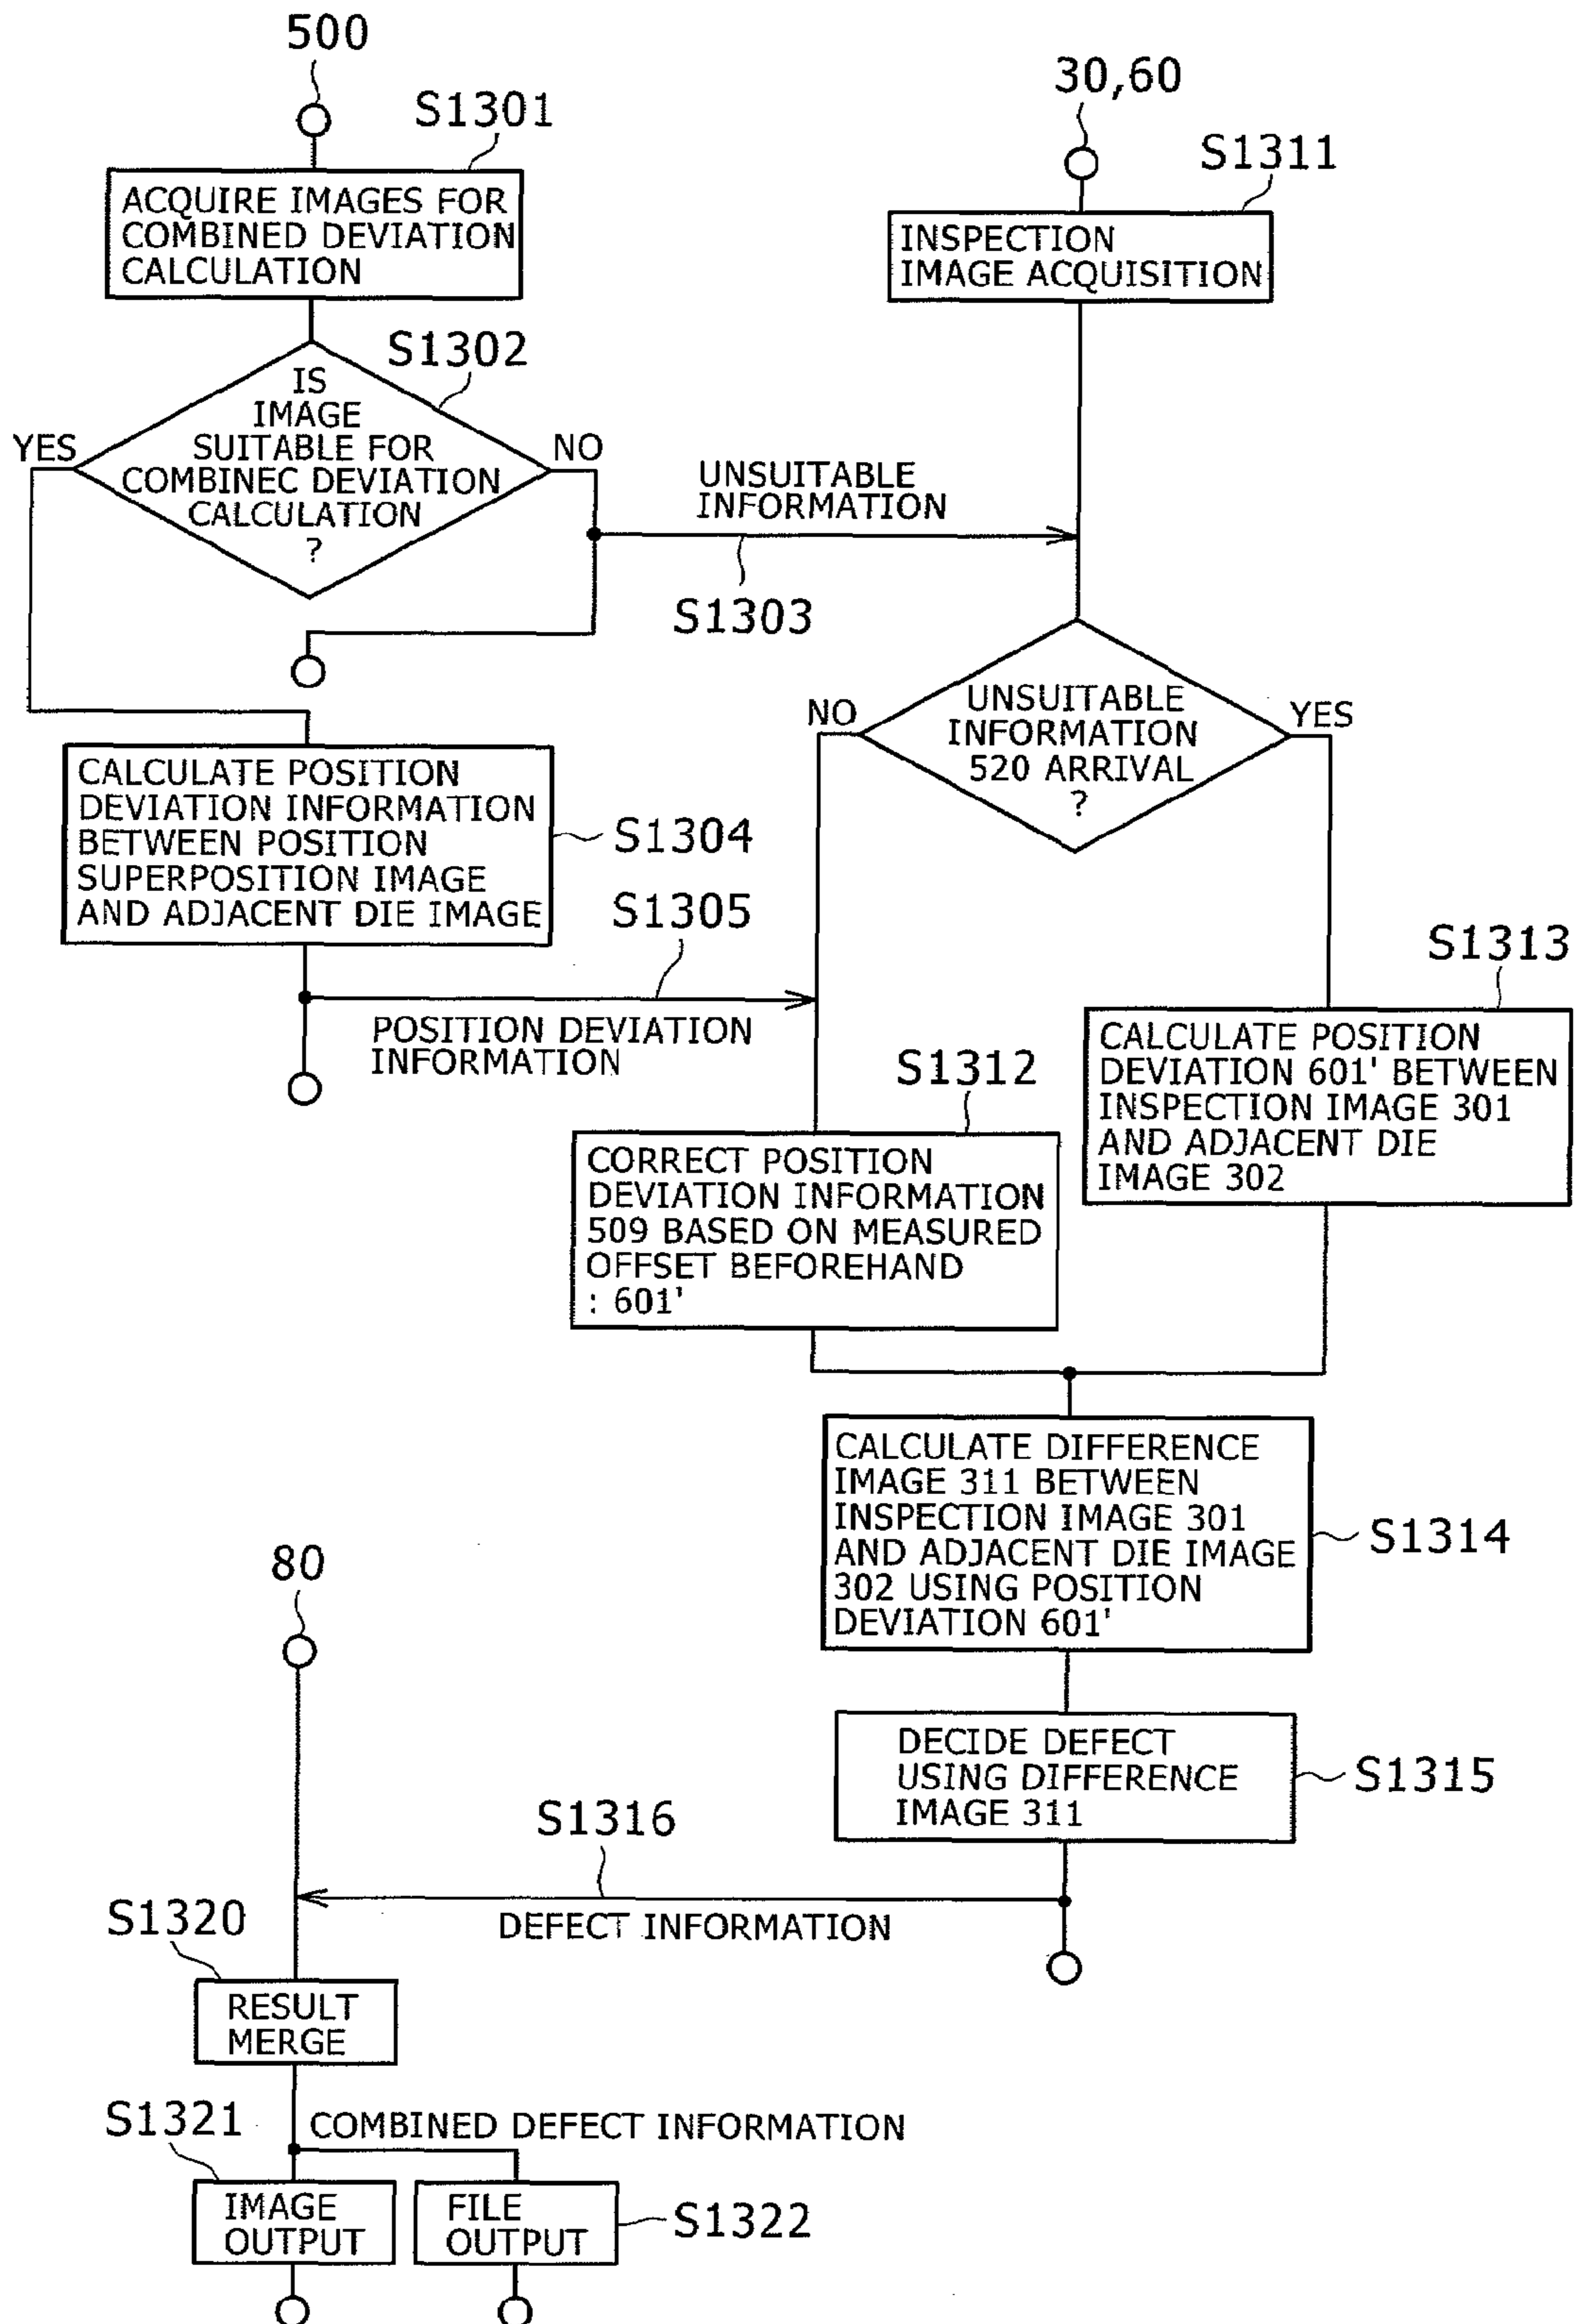 500
S1301
ACQUIRE IMAGES FOR
COMBINED DEVIATION
CALCULATION
S1302
IS
IMAGE
SUITABLE FOR
COMBINEC DEVIATION
CALCULATION
?
YES
NO
UNSUITABLE
INFORMATION
S1303
CALCULATE POSITION
DEVIATION INFORMATION
BETWEEN POSITION
SUPERPOSITION IMAGE
AND ADJACENT DIE IMAGE
S1304
S1305
POSITION DEVIATION
INFORMATION
30,60
S1311
INSPECTION
IMAGE ACQUISITION
UNSUITABLE
INFORMATION
520 ARRIVAL
?
NO
YES
S1312
CORRECT POSITION
DEVIATION INFORMATION
509 BASED ON MEASURED
OFFSET BEFOREHAND
: 601'
S1313
CALCULATE POSITION
DEVIATION 601' BETWEEN
INSPECTION IMAGE 301
AND ADJACENT DIE
IMAGE 302
CALCULATE DIFFERENCE
IMAGE 311 BETWEEN
INSPECTION IMAGE 301
AND ADJACENT DIE IMAGE
302 USING POSITION
DEVIATION 601'
S1314
DECIDE DEFECT
USING DIFFERENCE
IMAGE 311
S1315
S1316
DEFECT INFORMATION
80
S1320
RESULT
MERGE
S1321
COMBINED DEFECT INFORMATION
IMAGE
OUTPUT
FILE
OUTPUT
S1322